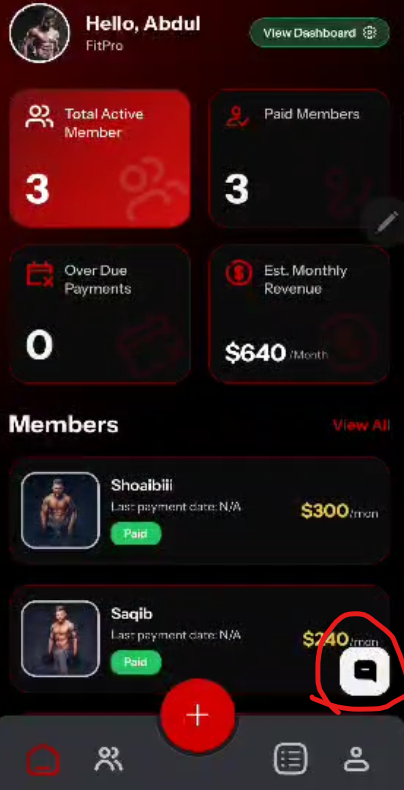 Hello, Abdul
FitPro
View Dashboard
Total Active
Member
3
Paid Members
3
Over Due
Payments
0
Est. Monthly
Revenue
$640 /Month
Members
View All
Shoaibiii
Last payment date: N/A
Paid
$300/mon
Saqib
Last payment date: N/A
Paid
$240/mon